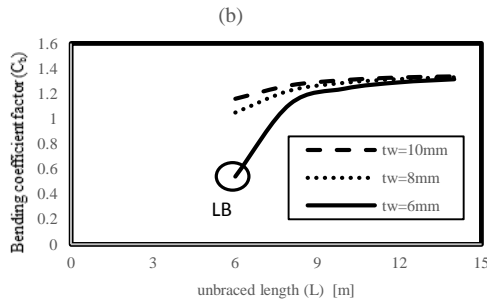 (b)
Bending coefficient factor (Cb)
1.6
1.4
1.2
1
0.8
0.6
0.4
0.2
0
LB
tw=10mm
tw=8mm
tw=6mm
0 3 6 9 12 15
unbraced length (L) [m]